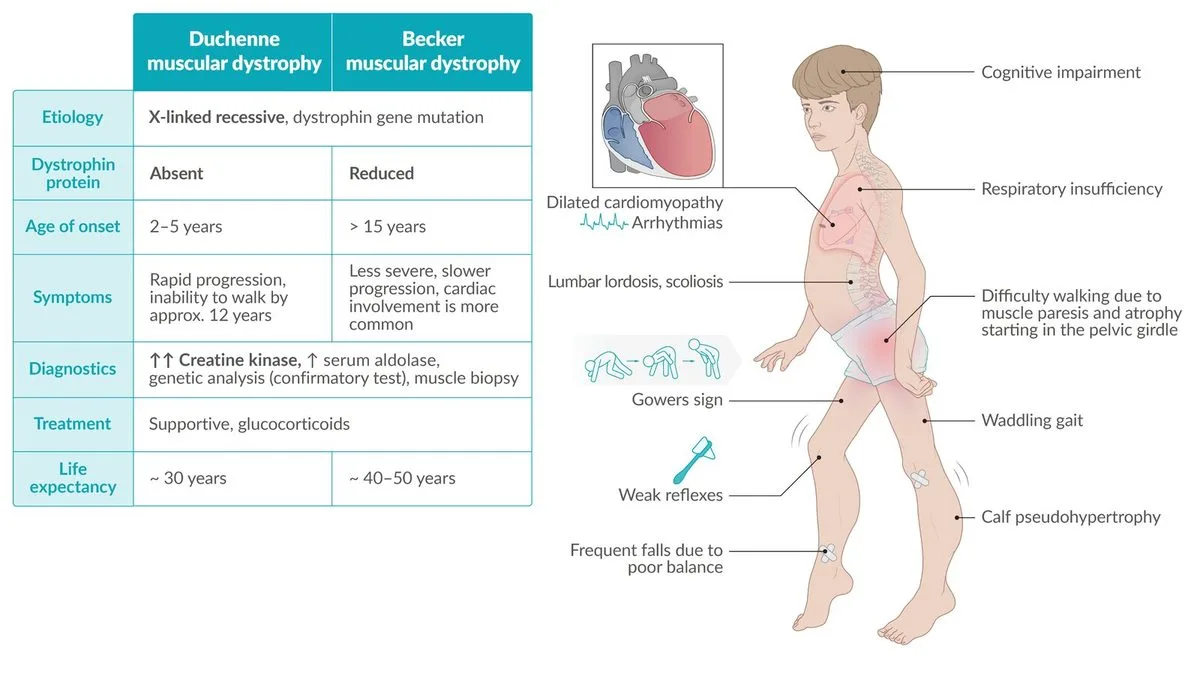 Duchenne
muscular dystrophy
Becker
muscular dystrophy
Etiology
X-linked recessive, dystrophin gene mutation
Dystrophin
protein
Absent
Reduced
Age of onset
2–5 years
> 15 years
Symptoms
Rapid progression,
inability to walk by
approx. 12 years
Less severe, slower
progression, cardiac
involvement is more
common
Diagnostics
↑↑ Creatine kinase, ↑ serum aldolase,
genetic analysis (confirmatory test), muscle biopsy
Treatment
Supportive, glucocorticoids
Life
expectancy
~ 30 years
~ 40–50 years
Dilated cardiomyopathy
Arrhythmias
Lumbar lordosis, scoliosis
Gowers sign
Weak reflexes
Frequent falls due to
poor balance
Cognitive impairment
Respiratory insufficiency
Difficulty walking due to
muscle paresis and atrophy
starting in the pelvic girdle
Waddling gait
Calf pseudohypertrophy